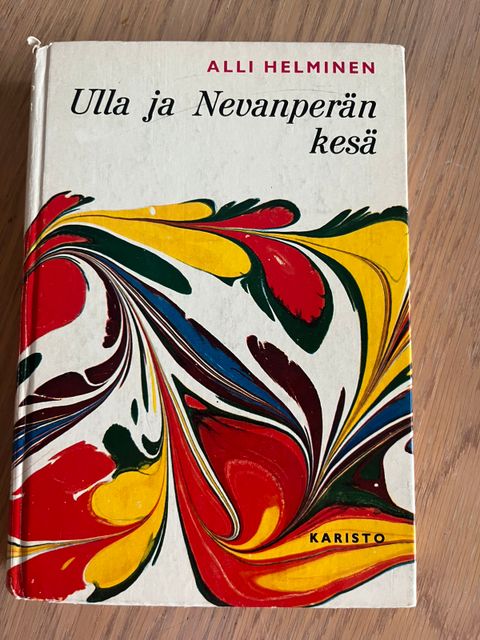 ALLI HELMINEN
Ulla ja Nevanperän
kesä
KARISTO